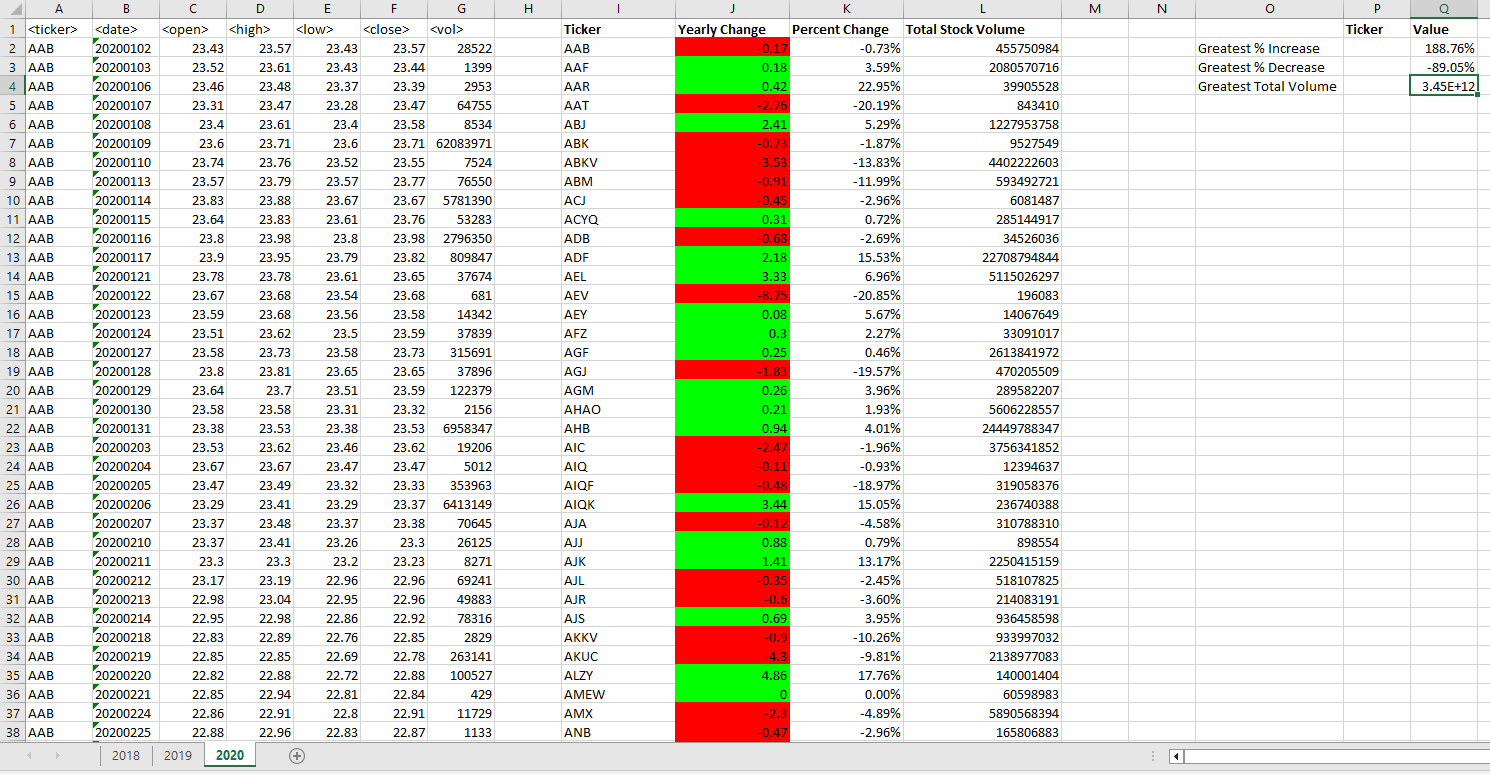 A B C D E F G H I J K L M N O P Q
1 <ticker> <date> <open> <high> <low> <close> <vol> Ticker Yearly Change Percent Change Total Stock Volume Ticker Value
2 AAB 20200102 23.43 23.57 23.43 23.57 28522 AAB -0.17 -0.73% 455750984 Greatest % Increase 188.76%
3 AAB 20200103 23.52 23.61 23.43 23.44 1399 AAF 0.18 3.59% 2080570716 Greatest % Decrease -89.05%
4 AAB 20200106 23.46 23.48 23.37 23.39 2953 AAR 0.42 22.95% 39905528 Greatest Total Volume 3.45E+12
5 AAB 20200107 23.31 23.47 23.28 23.47 64755 AAT -2.76 -20.19% 843410
6 AAB 20200108 23.4 23.61 23.4 23.58 8534 ABJ 2.41 5.29% 1227953758
7 AAB 20200109 23.6 23.71 23.6 23.71 62083971 ABK -0.73 -1.87% 9527549
8 AAB 20200110 23.74 23.76 23.52 23.55 7524 ABKV -3.53 -13.83% 4402222603
9 AAB 20200113 23.57 23.79 23.57 23.77 76550 ABM -0.91 -11.99% 593492721
10 AAB 20200114 23.83 23.88 23.67 23.67 5781390 ACJ -0.45 -2.96% 6081487
11 AAB 20200115 23.64 23.83 23.61 23.76 53283 ACYQ 0.31 0.72% 285144917
12 AAB 20200116 23.8 23.98 23.8 23.98 2796350 ADB -0.68 -2.69% 34526036
13 AAB 20200117 23.9 23.95 23.79 23.82 809847 ADF 2.18 15.53% 22708794844
14 AAB 20200121 23.78 23.78 23.61 23.65 37674 AEL 3.33 6.96% 5115026297
15 AAB 20200122 23.67 23.68 23.54 23.68 681 AEV -8.75 -20.85% 196083
16 AAB 20200123 23.59 23.68 23.56 23.58 14342 AEY 0.08 5.67% 14067649
17 AAB 20200124 23.51 23.62 23.5 23.59 37839 AFZ 0.3 2.27% 33091017
18 AAB 20200127 23.58 23.73 23.58 23.73 315691 AGF 0.25 0.46% 2613841972
19 AAB 20200128 23.8 23.81 23.65 23.65 37896 AGJ -1.83 -19.57% 470205509
20 AAB 20200129 23.64 23.7 23.51 23.59 122379 AGM 0.26 3.96% 289582207
21 AAB 20200130 23.58 23.58 23.31 23.32 2156 AHAO 0.21 1.93% 5606228557
22 AAB 20200131 23.38 23.53 23.38 23.53 6958347 AHB 0.94 4.01% 24449788347
23 AAB 20200203 23.53 23.62 23.46 23.62 19206 AIC -2.47 -1.96% 3756341852
24 AAB 20200204 23.67 23.67 23.47 23.47 5012 AIQ -0.11 -0.93% 12394637
25 AAB 20200205 23.47 23.49 23.32 23.33 353963 AIQF -0.48 -18.97% 319058376
26 AAB 20200206 23.29 23.41 23.29 23.37 6413149 AIQK 3.44 15.05% 236740388
27 AAB 20200207 23.37 23.48 23.37 23.38 70645 AJA -0.12 -4.58% 310788310
28 AAB 20200210 23.37 23.41 23.26 23.3 26125 AJJ 0.88 0.79% 898554
29 AAB 20200211 23.3 23.3 23.2 23.23 8271 AJK 1.41 13.17% 2250415159
30 AAB 20200212 23.17 23.19 22.96 22.96 69241 AJL -0.35 -2.45% 518107825
31 AAB 20200213 22.98 23.04 22.95 22.96 49883 AJR -0.6 -3.60% 214083191
32 AAB 20200214 22.95 22.98 22.86 22.92 78316 AJS 0.69 3.95% 936458598
33 AAB 20200218 22.83 22.89 22.76 22.85 2829 AKKV -0.9 -10.26% 933997032
34 AAB 20200219 22.85 22.85 22.69 22.78 263141 AKUC -4.3 -9.81% 2138977083
35 AAB 20200220 22.82 22.88 22.72 22.88 100527 ALZY 4.86 17.76% 140001404
36 AAB 20200221 22.85 22.94 22.81 22.84 429 AMEW 0 0.00% 60598983
37 AAB 20200224 22.86 22.91 22.8 22.91 11729 AMX -2.3 -4.89% 5890568394
38 AAB 20200225 22.88 22.96 22.83 22.87 1133 ANB -0.47 -2.96% 165806883
2018 2019 2020